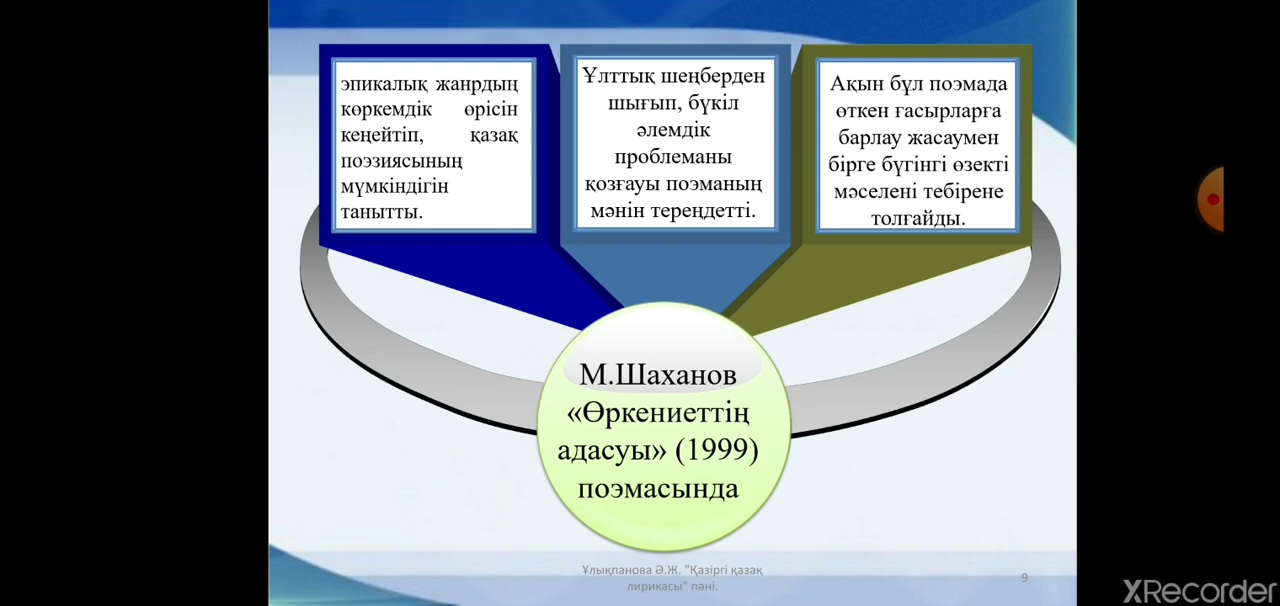 эпикалық жанрдың
көркемдік өрісін
кеңейтіп, қазақ
поэзиясының
мүмкіндігін
танытты.
Ұлттық шеңберден
шығып, бүкіл
әлемдік
проблеманы
қозғауы поэманың
мәнін тереңдетті.
Ақын бұл поэмада
өткен ғасырларға
барлау жасаумен
бірге бүгінгі өзекті
мәселені тебірене
толғайды.
М.Шаханов
«Өркениеттің
адасуы» (1999)
поэмасында
Ұлықпанова Ә.Ж. "Қазіргі қазақ
лирикасы" пәні.
9
XRecorder